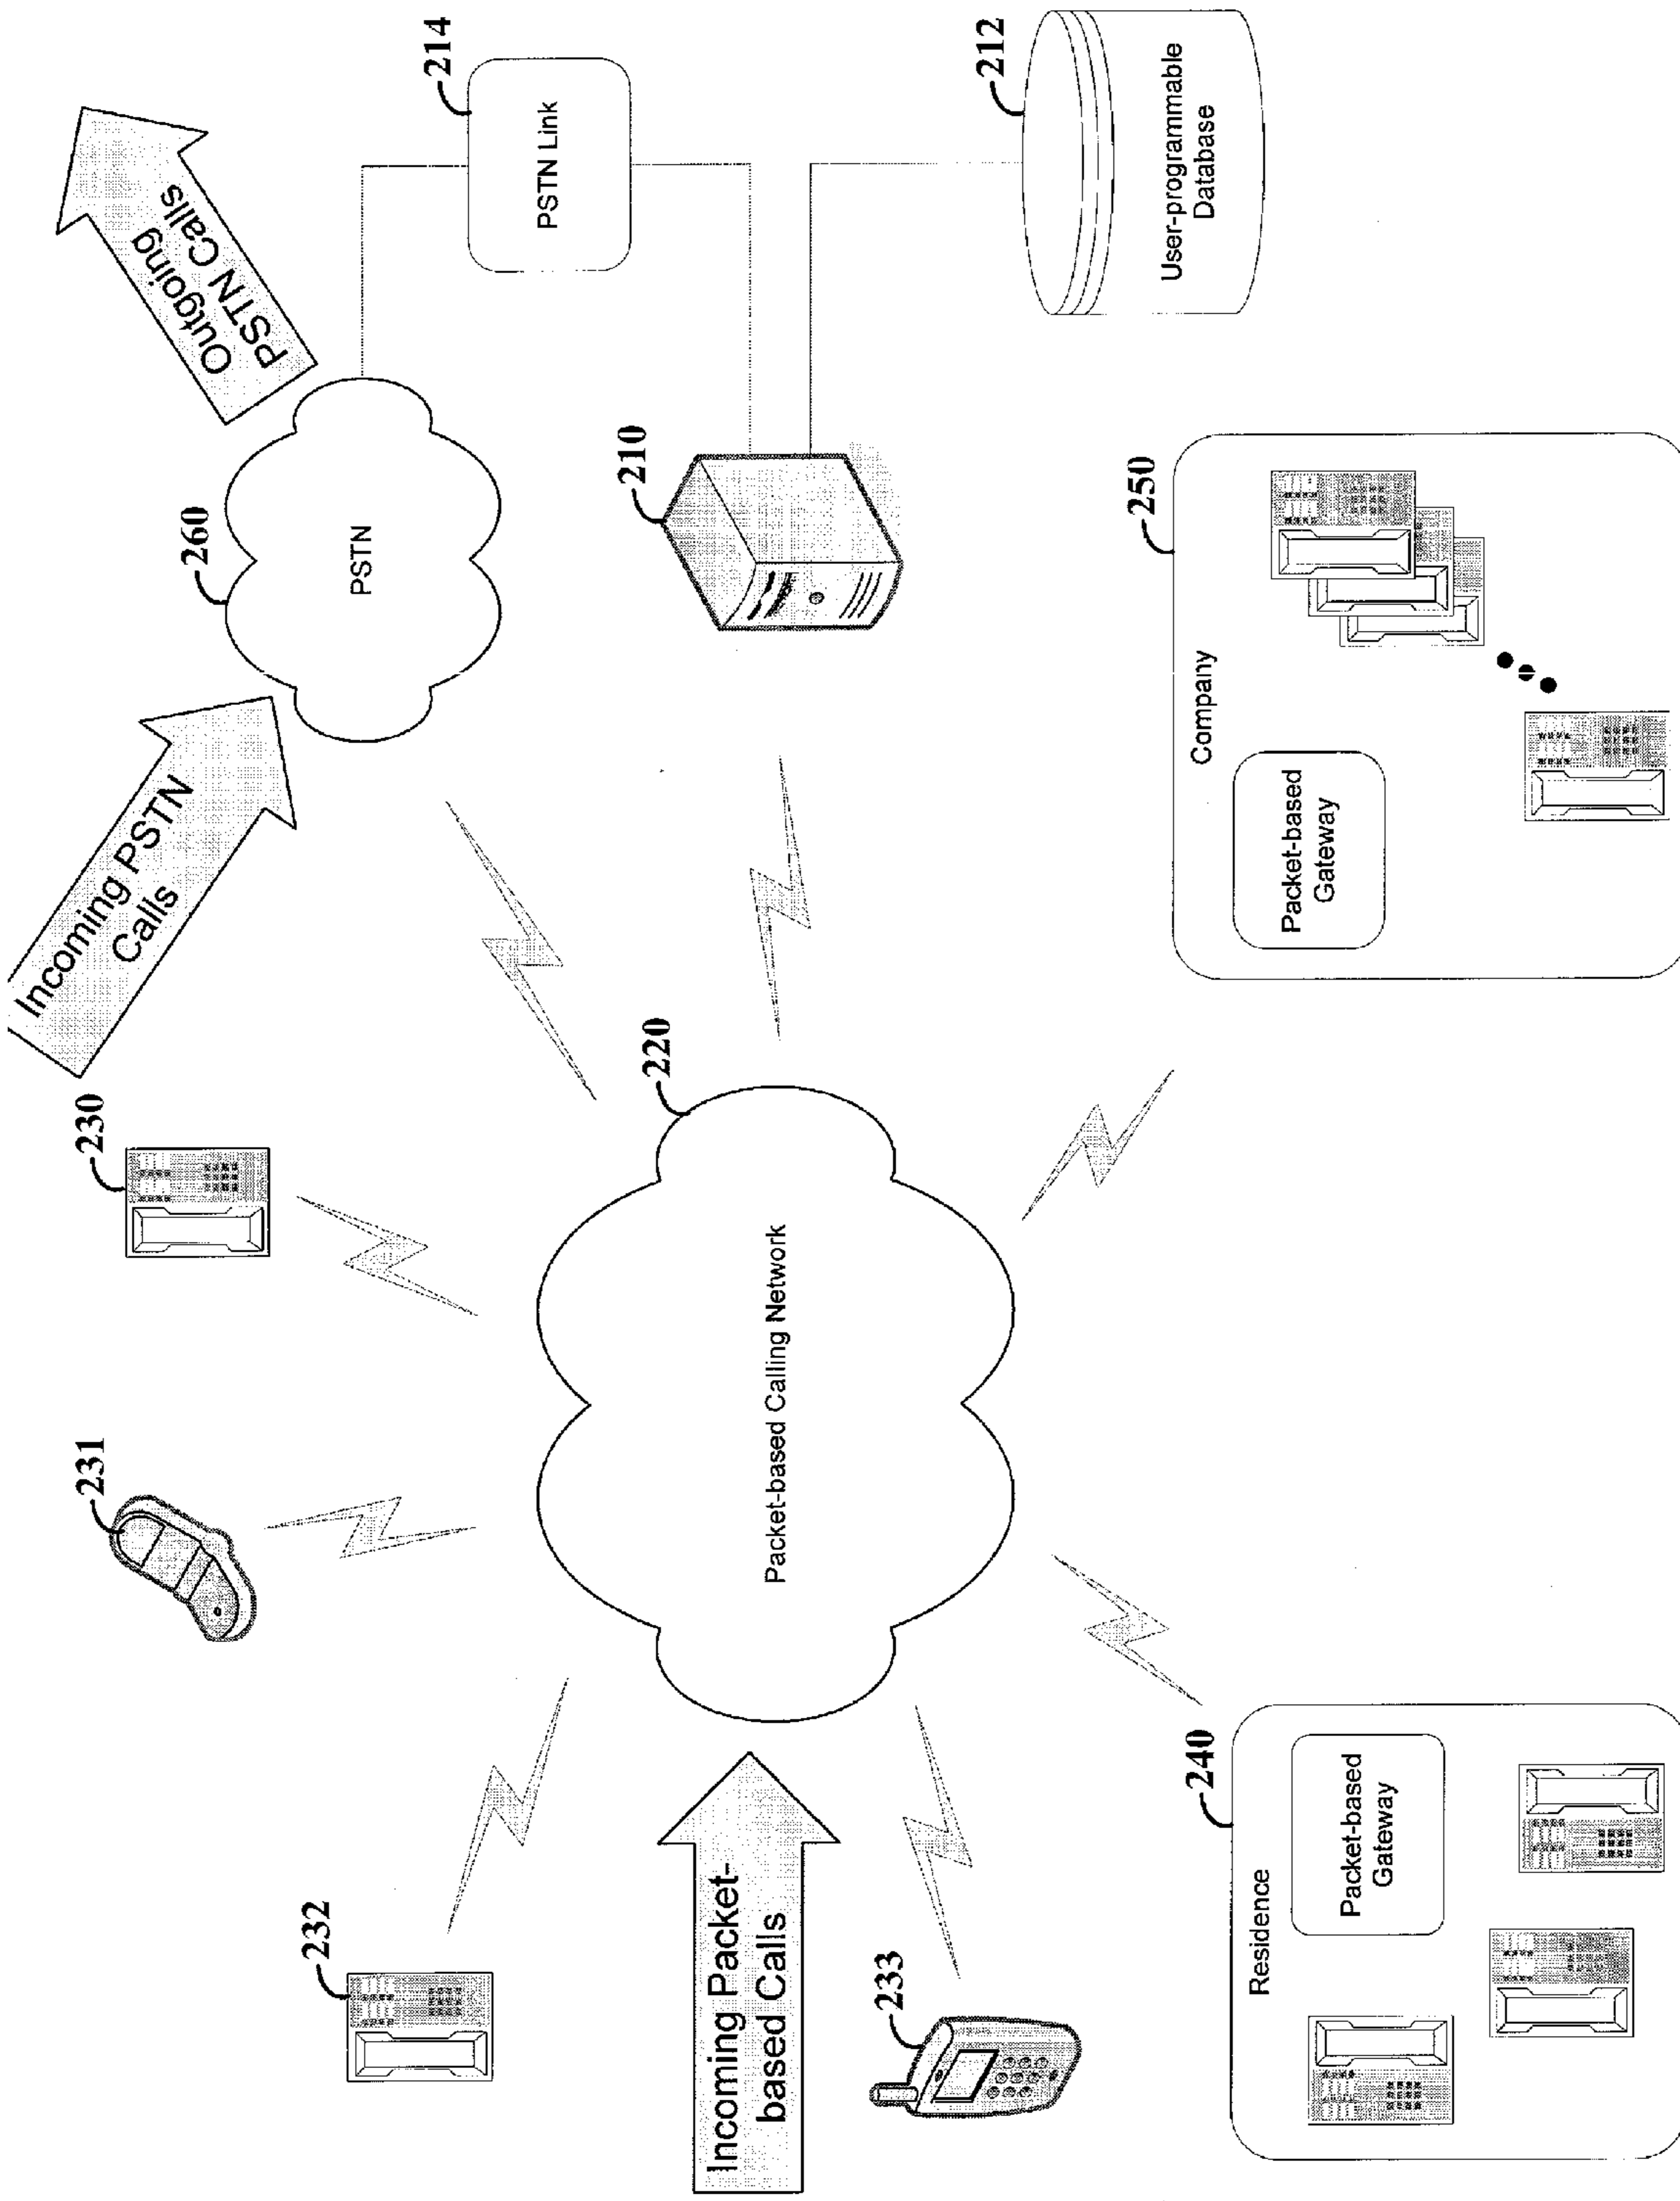 Incoming PSTN
Calls
Outgoing
PSTN Calls
260
PSTN
214
PSTN Link
230
231
232
220
Packet-based Calling Network
210
212
User-programmable
Database
Incoming Packet-
based Calls
233
240
Residence
Packet-based
Gateway
250
Company
Packet-based
Gateway